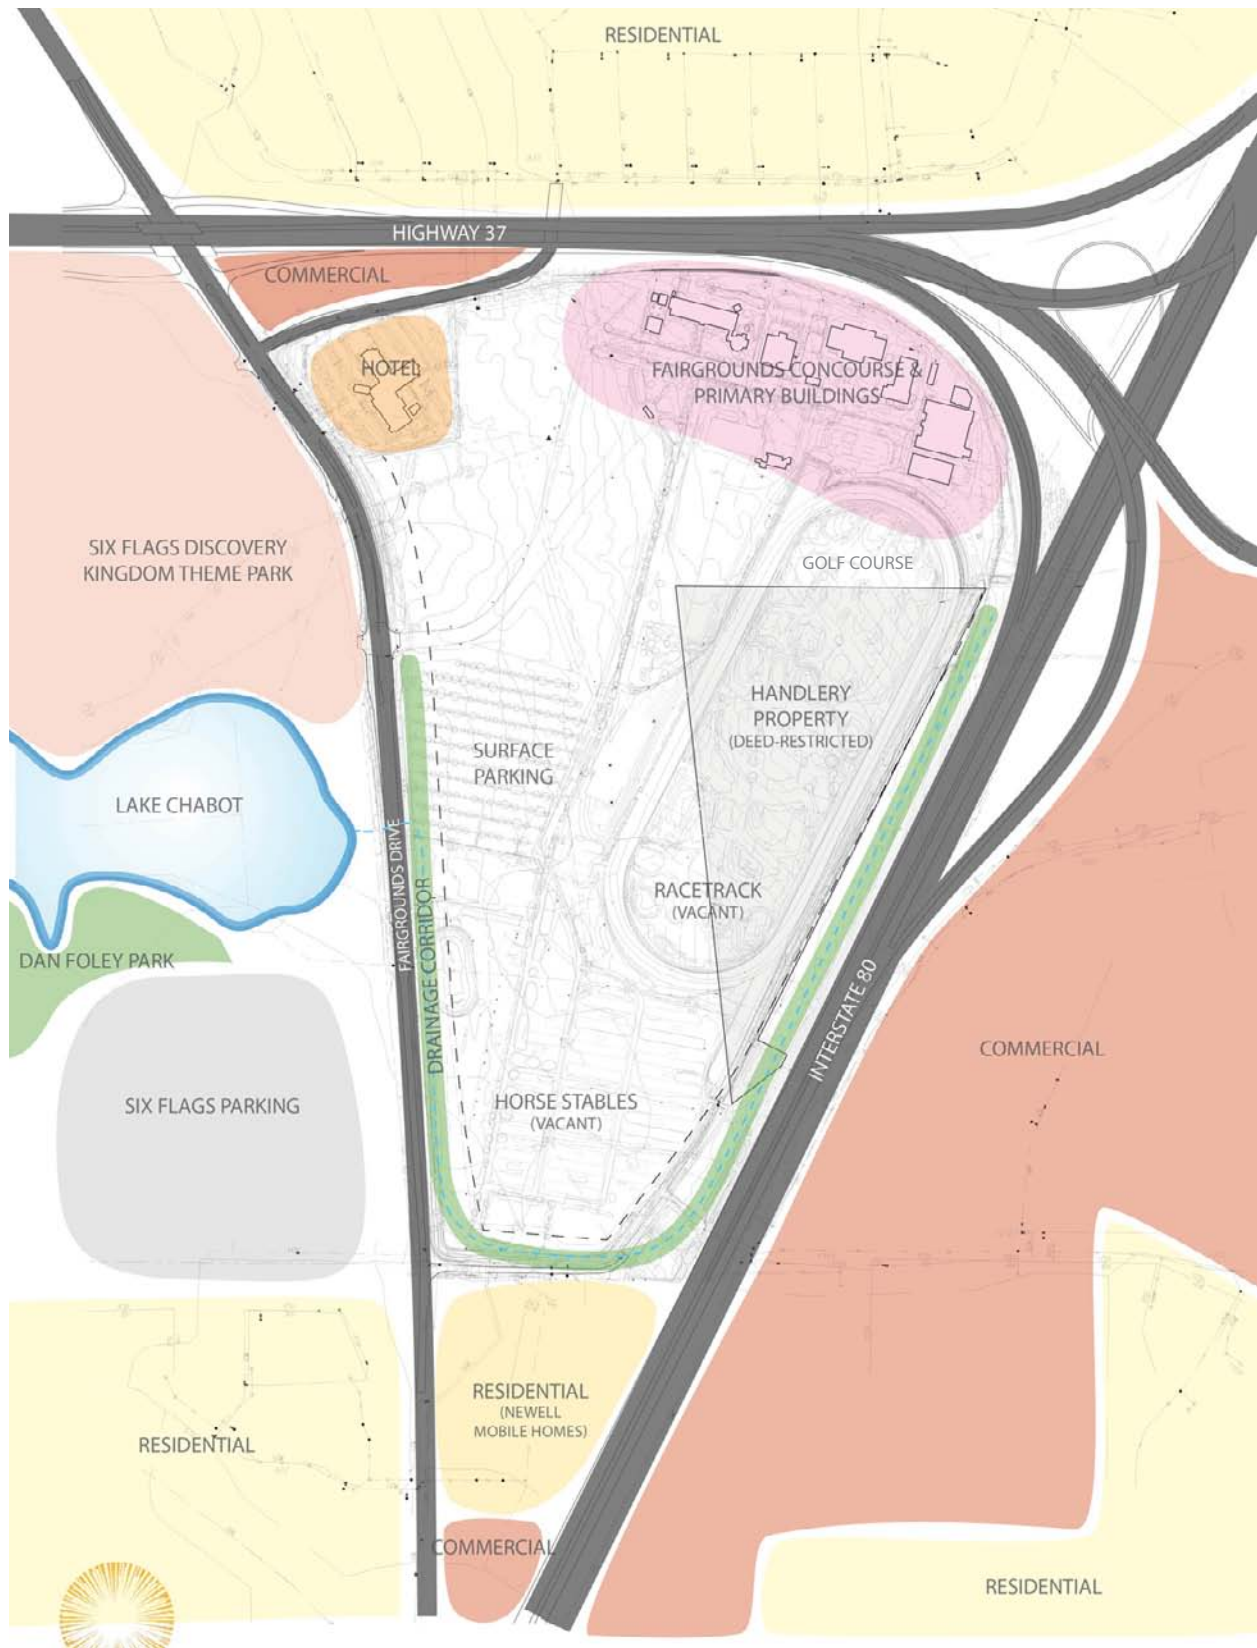 RESIDENTIAL
HIGHWAY 37
COMMERCIAL
HOTEL
FAIRGROUNDS CONCOURSE &
PRIMARY BUILDINGS
SIX FLAGS DISCOVERY
KINGDOM THEME PARK
GOLF COURSE
HANDLERY
PROPERTY
(DEED-RESTRICTED)
SURFACE
PARKING
LAKE CHABOT
FAIRGROUNDS DRIVE
DRAINAGE CORRIDOR
RACETRACK
(VACANT)
DAN FOLEY PARK
INTERSTATE 80
COMMERCIAL
SIX FLAGS PARKING
HORSE STABLES
(VACANT)
RESIDENTIAL
(NEWELL
MOBILE HOMES)
RESIDENTIAL
COMMERCIAL
RESIDENTIAL